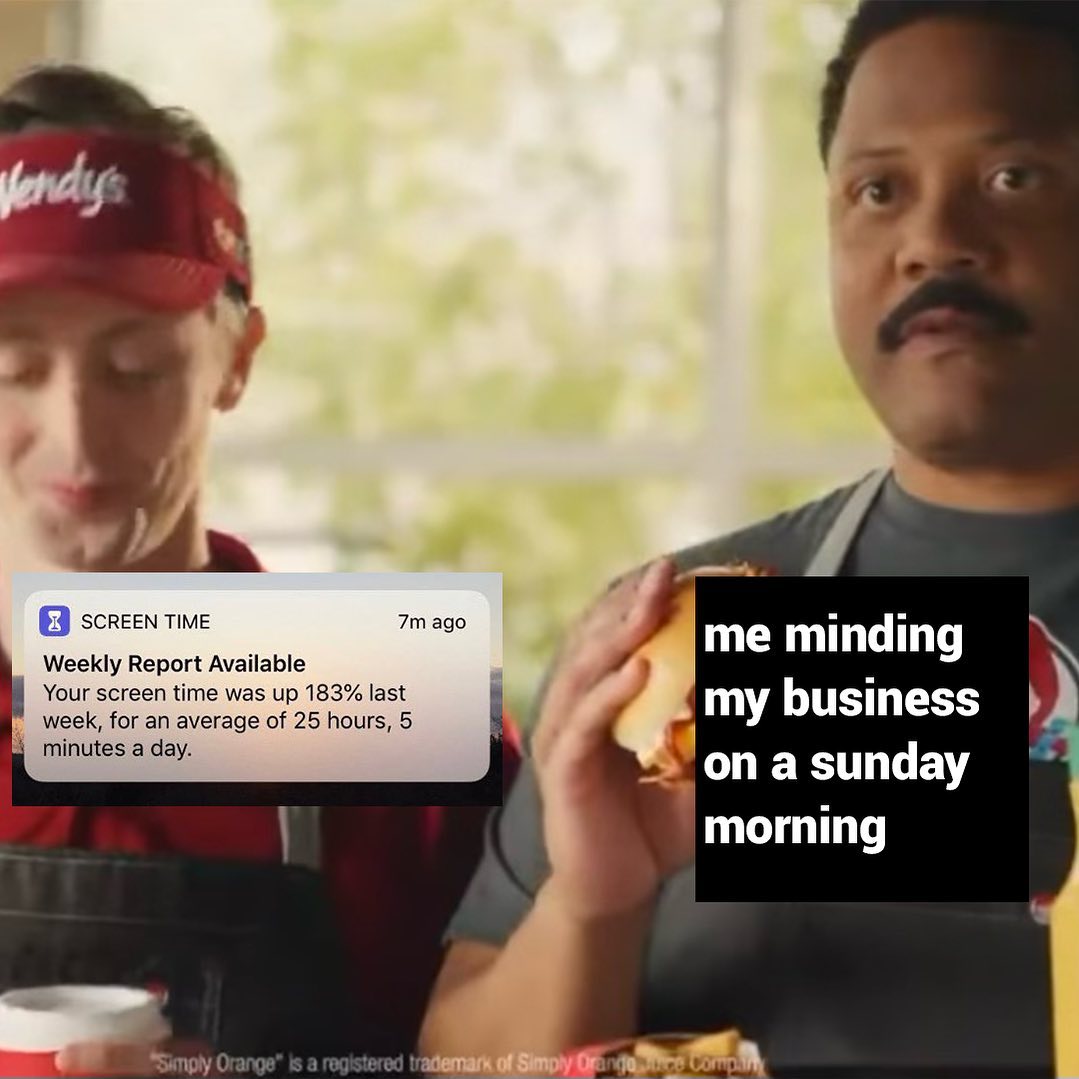 Wendy's
SCREEN TIME 7m ago
Weekly Report Available
Your screen time was up 183% last
week, for an average of 25 hours, 5
minutes a day.
me minding
my business
on a sunday
morning
"Simply Orange" is a registered trademark of Simply Orange Juice Company